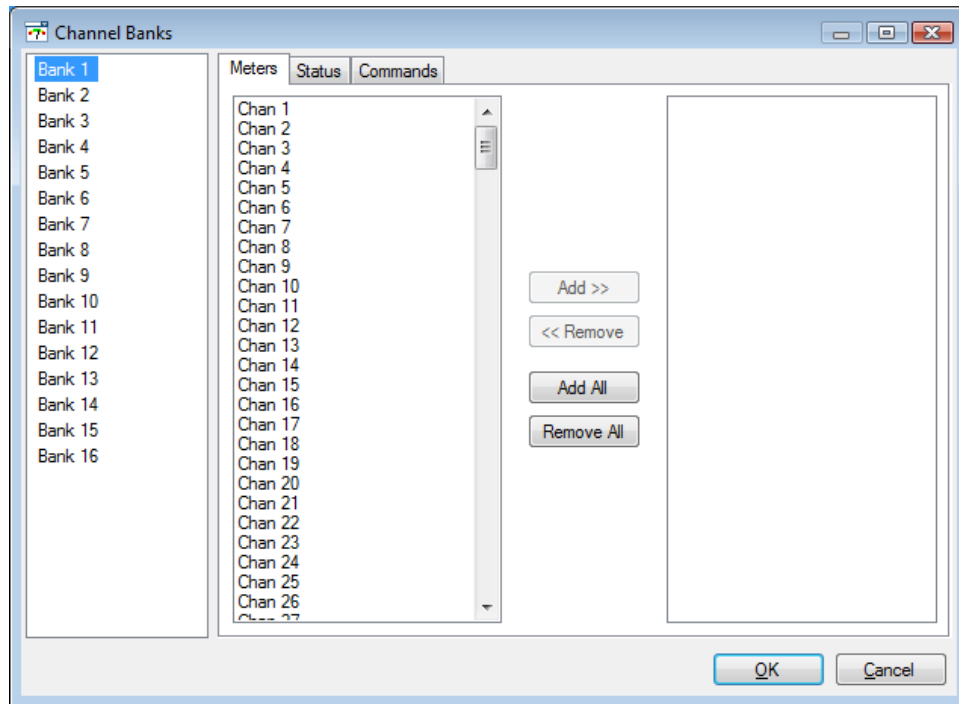 Channel Banks
Bank 1
Bank 2
Bank 3
Bank 4
Bank 5
Bank 6
Bank 7
Bank 8
Bank 9
Bank 10
Bank 11
Bank 12
Bank 13
Bank 14
Bank 15
Bank 16
Meters Status Commands
Chan 1
Chan 2
Chan 3
Chan 4
Chan 5
Chan 6
Chan 7
Chan 8
Chan 9
Chan 10
Chan 11
Chan 12
Chan 13
Chan 14
Chan 15
Chan 16
Chan 17
Chan 18
Chan 19
Chan 20
Chan 21
Chan 22
Chan 23
Chan 24
Chan 25
Chan 26
Chan 27
Add >>
<< Remove
Add All
Remove All
OK Cancel